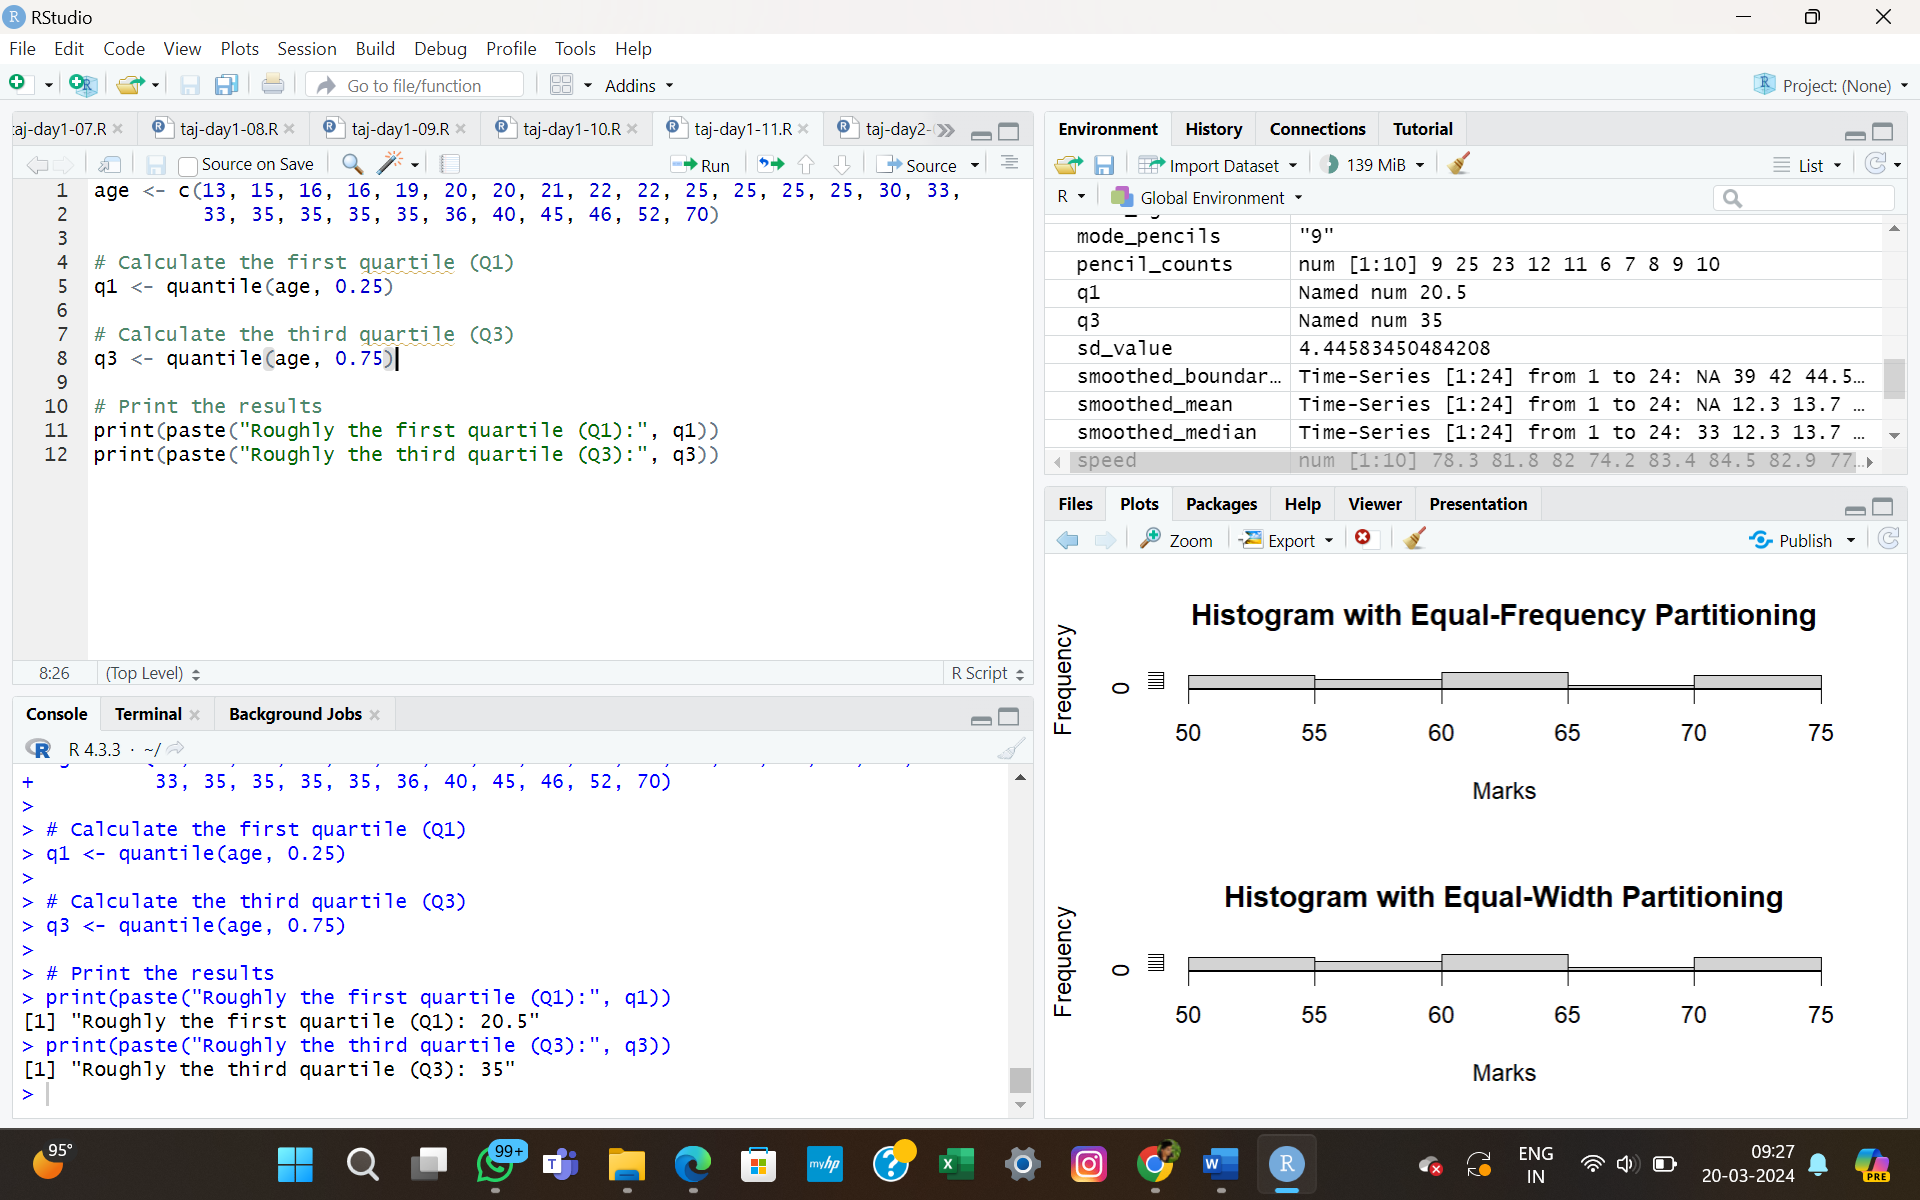 RStudio
File Edit Code View Plots Session Build Debug Profile Tools Help
Go to file/function Addins Project: (None)
taj-day1-07.R taj-day1-08.R taj-day1-09.R taj-day1-10.R taj-day1-11.R taj-day2-
Source on Save Run Source
1 age <- c(13, 15, 16, 16, 19, 20, 20, 21, 22, 22, 25, 25, 25, 25, 30, 33,
2 33, 35, 35, 35, 35, 36, 40, 45, 46, 52, 70)
3
4 # Calculate the first quartile (Q1)
5 q1 <- quantile(age, 0.25)
6
7 # Calculate the third quartile (Q3)
8 q3 <- quantile(age, 0.75)
9
10 # Print the results
11 print(paste("Roughly the first quartile (Q1):", q1))
12 print(paste("Roughly the third quartile (Q3):", q3))
8:26 (Top Level) R Script
Console Terminal Background Jobs
R 4.3.3 · ~/
+ 33, 35, 35, 35, 35, 36, 40, 45, 46, 52, 70)
>
> # Calculate the first quartile (Q1)
> q1 <- quantile(age, 0.25)
>
> # Calculate the third quartile (Q3)
> q3 <- quantile(age, 0.75)
>
> # Print the results
> print(paste("Roughly the first quartile (Q1):", q1))
[1] "Roughly the first quartile (Q1): 20.5"
> print(paste("Roughly the third quartile (Q3):", q3))
[1] "Roughly the third quartile (Q3): 35"
>
Environment History Connections Tutorial
Import Dataset 139 MiB List
R Global Environment
mode_pencils "9"
pencil_counts num [1:10] 9 25 23 12 11 6 7 8 9 10
q1 Named num 20.5
q3 Named num 35
sd_value 4.44583450484208
smoothed_boundar… Time-Series [1:24] from 1 to 24: NA 39 42 44.5…
smoothed_mean Time-Series [1:24] from 1 to 24: NA 12.3 13.7 …
smoothed_median Time-Series [1:24] from 1 to 24: 33 12.3 13.7 …
speed num [1:10] 78.3 81.8 82 74.2 83.4 84.5 82.9 77…
Files Plots Packages Help Viewer Presentation
Zoom Export Publish
Histogram with Equal-Frequency Partitioning
Frequency
0
50 55 60 65 70 75
Marks
Histogram with Equal-Width Partitioning
Frequency
0
50 55 60 65 70 75
Marks
95°
99+
myhp
ENG
IN
09:27
20-03-2024
PRE